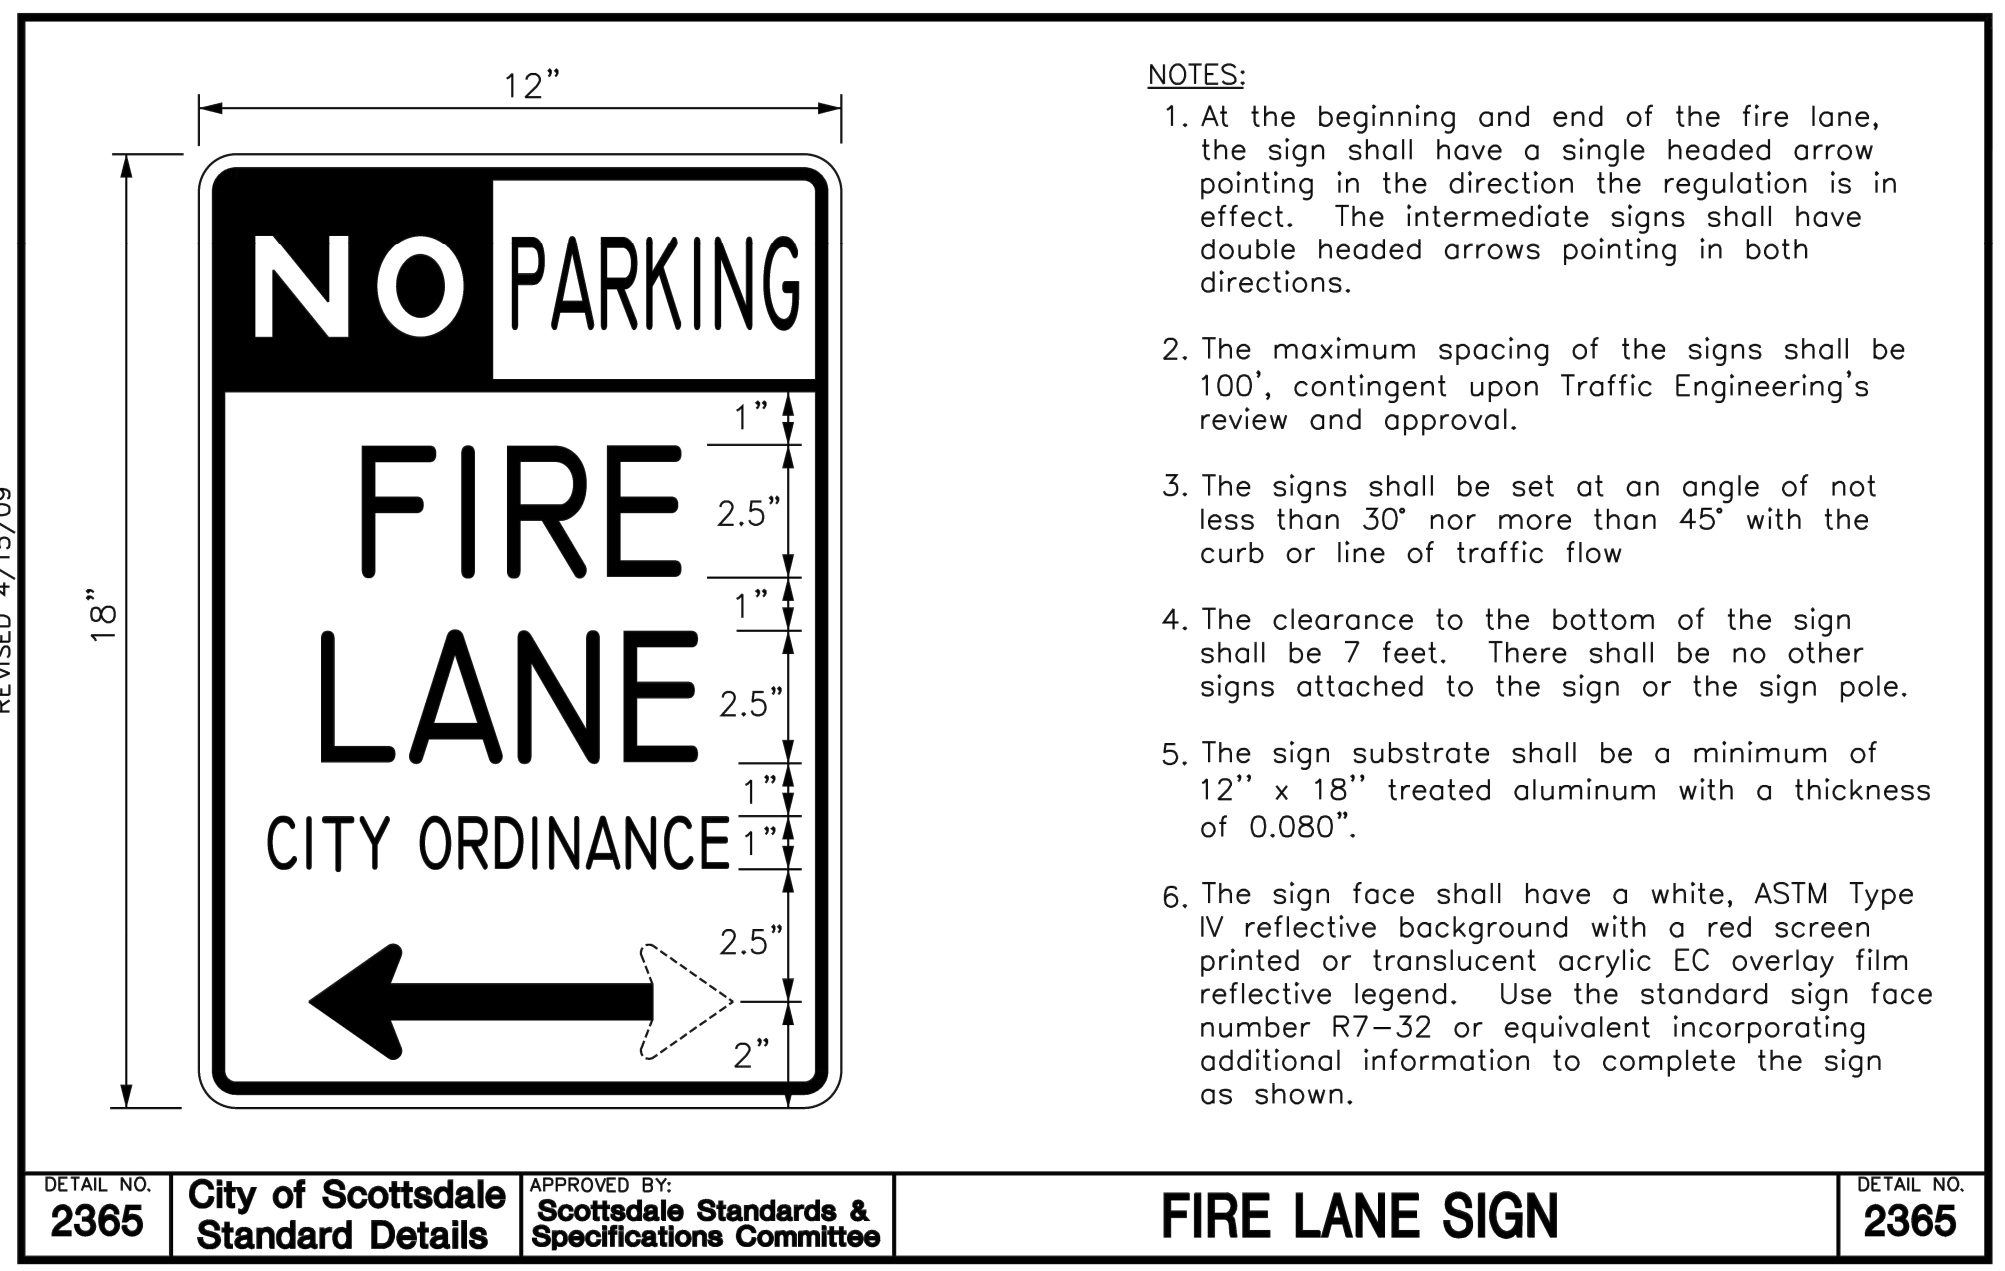 12”
18”
NO PARKING
1”
FIRE
2.5”
1”
LANE
2.5”
1”
CITY ORDINANCE
1”
2.5”
2”
REVISED 4/15/09
NOTES:
1. At the beginning and end of the fire lane,
the sign shall have a single headed arrow
pointing in the direction the regulation is in
effect. The intermediate signs shall have
double headed arrows pointing in both
directions.
2. The maximum spacing of the signs shall be
100’, contingent upon Traffic Engineering’s
review and approval.
3. The signs shall be set at an angle of not
less than 30° nor more than 45° with the
curb or line of traffic flow
4. The clearance to the bottom of the sign
shall be 7 feet. There shall be no other
signs attached to the sign or the sign pole.
5. The sign substrate shall be a minimum of
12’’ x 18’’ treated aluminum with a thickness
of 0.080”.
6. The sign face shall have a white, ASTM Type
IV reflective background with a red screen
printed or translucent acrylic EC overlay film
reflective legend. Use the standard sign face
number R7-32 or equivalent incorporating
additional information to complete the sign
as shown.
DETAIL NO.
2365
City of Scottsdale
Standard Details
APPROVED BY:
Scottsdale Standards &
Specifications Committee
FIRE LANE SIGN
DETAIL NO.
2365